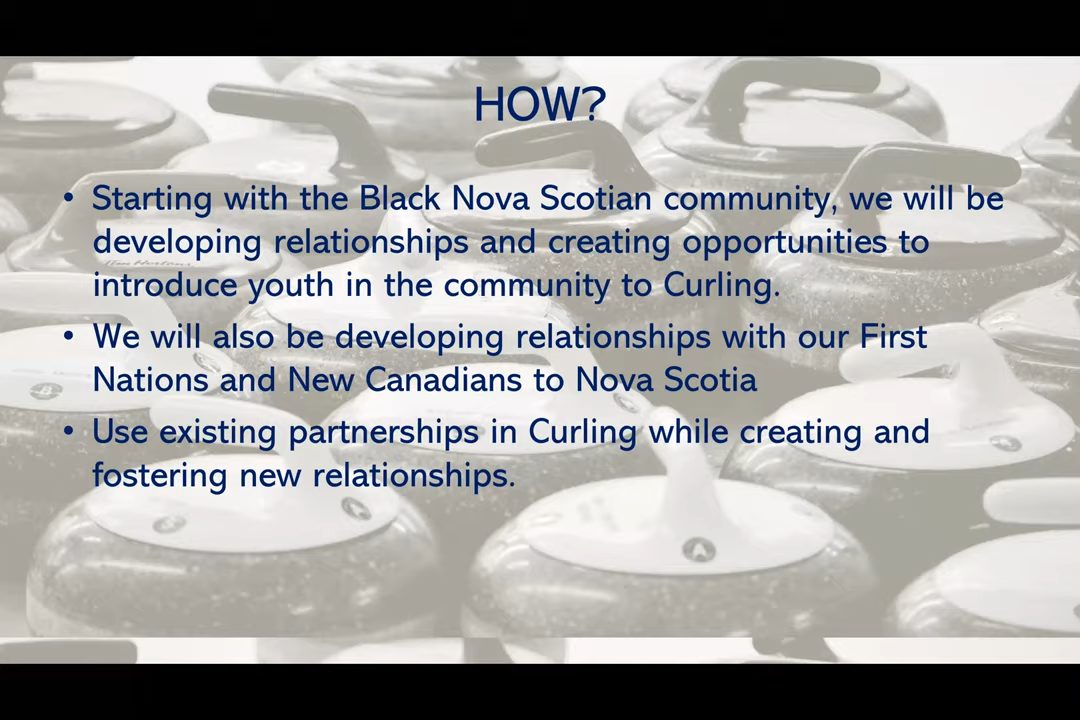 HOW?
• Starting with the Black Nova Scotian community, we will be
developing relationships and creating opportunities to
introduce youth in the community to Curling.
• We will also be developing relationships with our First
Nations and New Canadians to Nova Scotia
• Use existing partnerships in Curling while creating and
fostering new relationships.
Tim Hortons
A